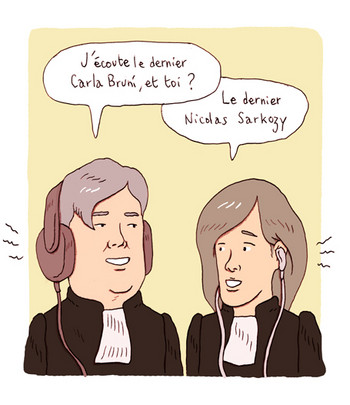 J'écoute le dernier
Carla Bruni, et toi ?
Le dernier
Nicolas Sarkozy